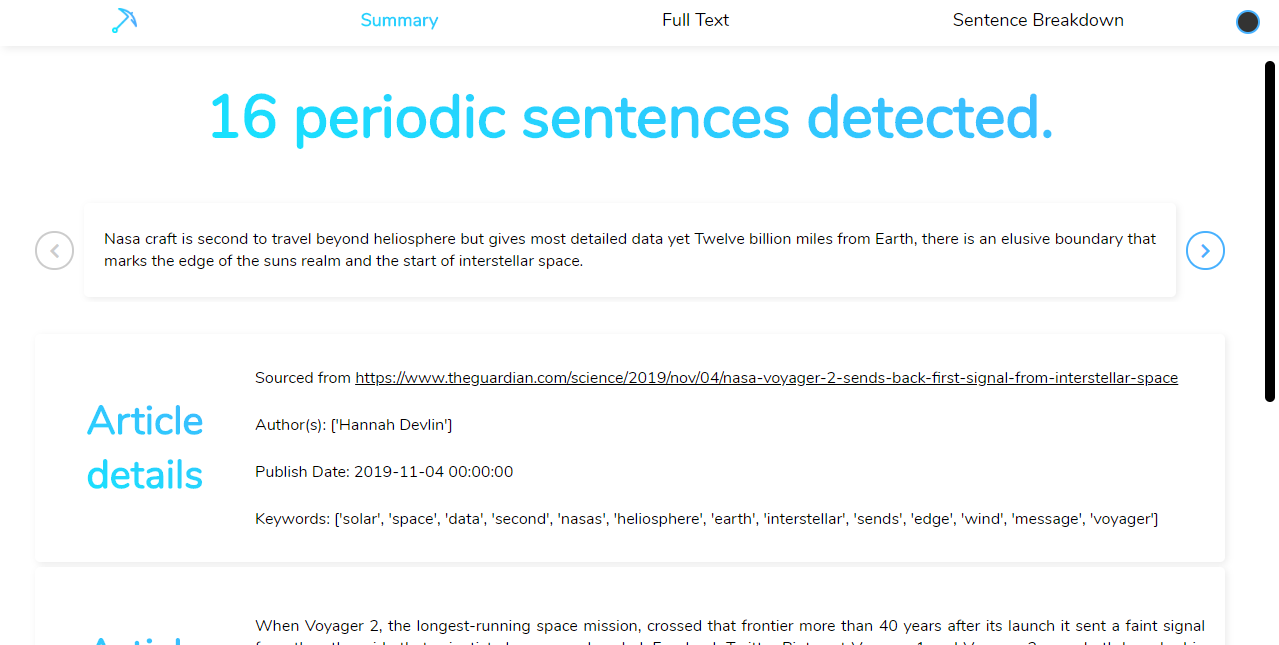 Summary
Full Text
Sentence Breakdown
16 periodic sentences detected.
Nasa craft is second to travel beyond heliosphere but gives most detailed data yet Twelve billion miles from Earth, there is an elusive boundary that
marks the edge of the suns realm and the start of interstellar space.
Article
details
Sourced from https://www.theguardian.com/science/2019/nov/04/nasa-voyager-2-sends-back-first-signal-from-interstellar-space
Author(s): ['Hannah Devlin']
Publish Date: 2019-11-04 00:00:00
Keywords: ['solar', 'space', 'data', 'second', 'nasas', 'heliosphere', 'earth', 'interstellar', 'sends', 'edge', 'wind', 'message', 'voyager']
When Voyager 2, the longest-running space mission, crossed that frontier more than 40 years after its launch it sent a faint signal